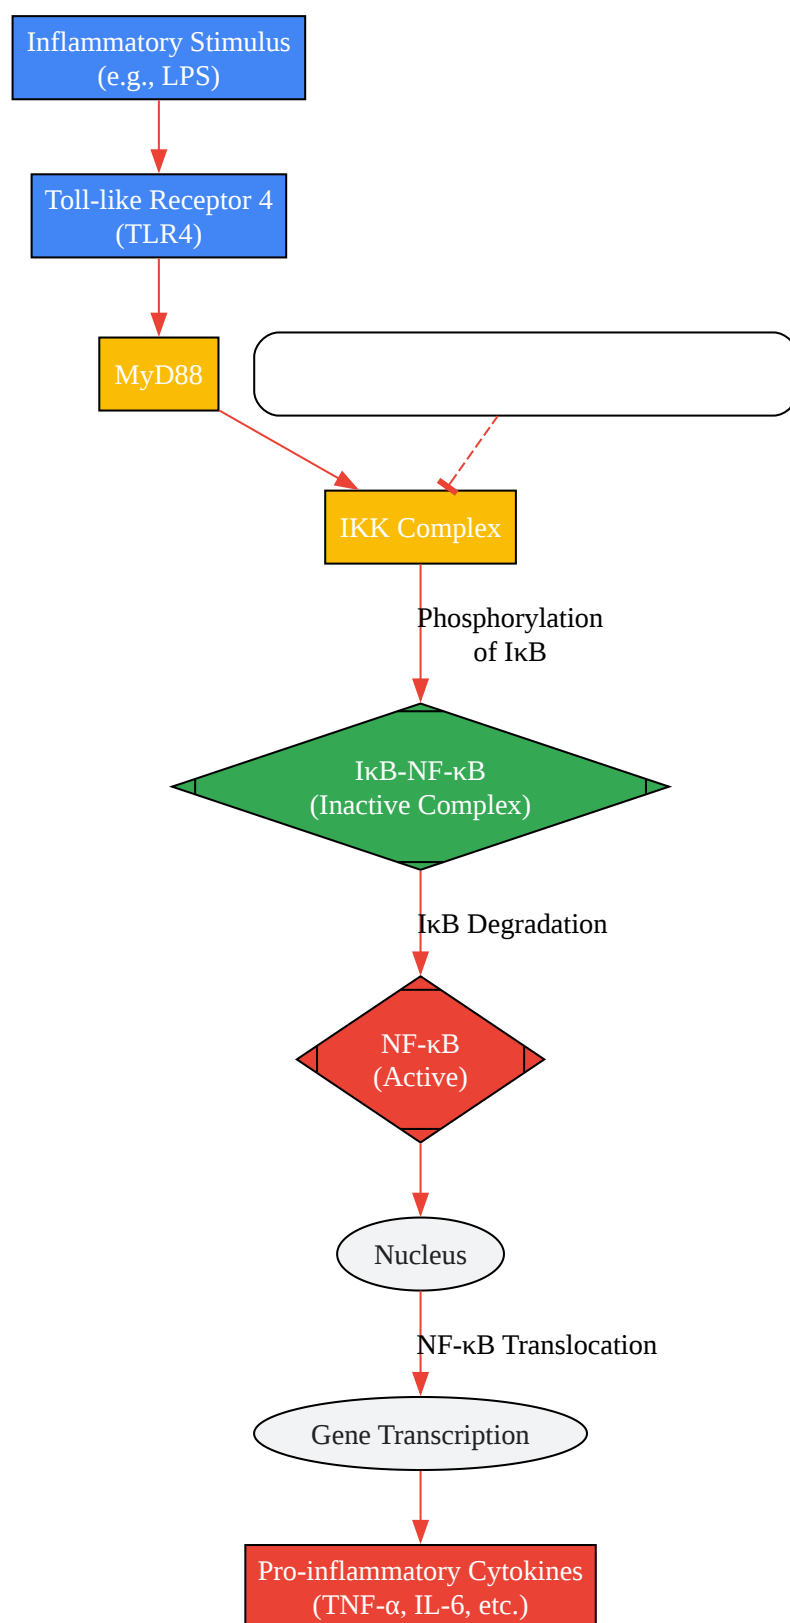 Inflammatory Stimulus
(e.g., LPS)
Toll-like Receptor 4
(TLR4)
MyD88
IKK Complex
Phosphorylation
of IκB
IκB-NF-κB
(Inactive Complex)
IκB Degradation
NF-κB
(Active)
Nucleus
NF-κB Translocation
Gene Transcription
Pro-inflammatory Cytokines
(TNF-α, IL-6, etc.)